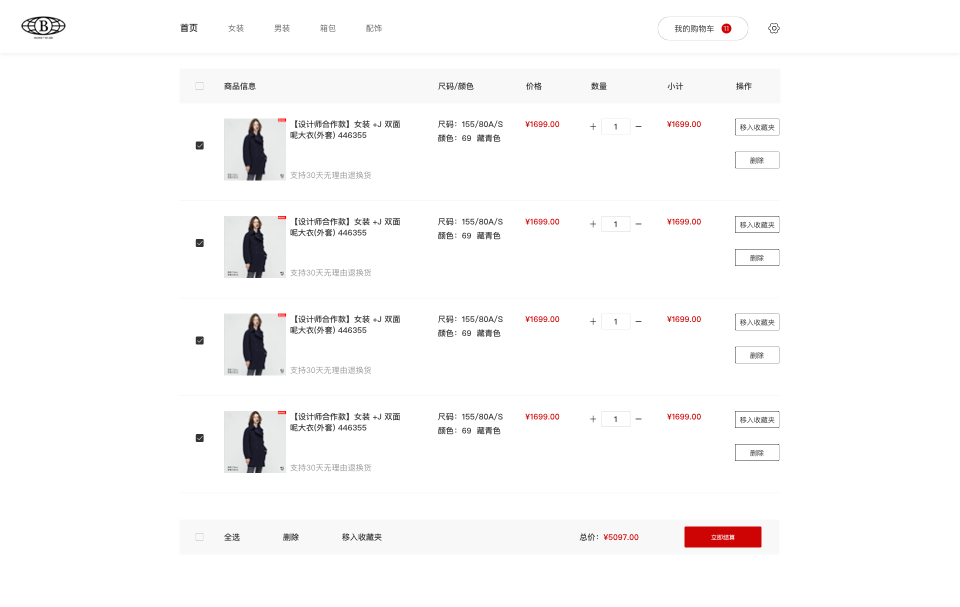 B
首页
女装
男装
箱包
配饰
我的购物车 11
商品信息
尺码/颜色
价格
数量
小计
操作
【设计师合作款】女装 +J 双面
呢大衣(外套) 446355
支持30天无理由退换货
尺码：155/80A/S
颜色：69 藏青色
¥1699.00
+ 1 −
¥1699.00
移入收藏夹
删除
【设计师合作款】女装 +J 双面
呢大衣(外套) 446355
支持30天无理由退换货
尺码：155/80A/S
颜色：69 藏青色
¥1699.00
+ 1 −
¥1699.00
移入收藏夹
删除
【设计师合作款】女装 +J 双面
呢大衣(外套) 446355
支持30天无理由退换货
尺码：155/80A/S
颜色：69 藏青色
¥1699.00
+ 1 −
¥1699.00
移入收藏夹
删除
【设计师合作款】女装 +J 双面
呢大衣(外套) 446355
支持30天无理由退换货
尺码：155/80A/S
颜色：69 藏青色
¥1699.00
+ 1 −
¥1699.00
移入收藏夹
删除
全选
删除
移入收藏夹
总价：¥5097.00
立即结算